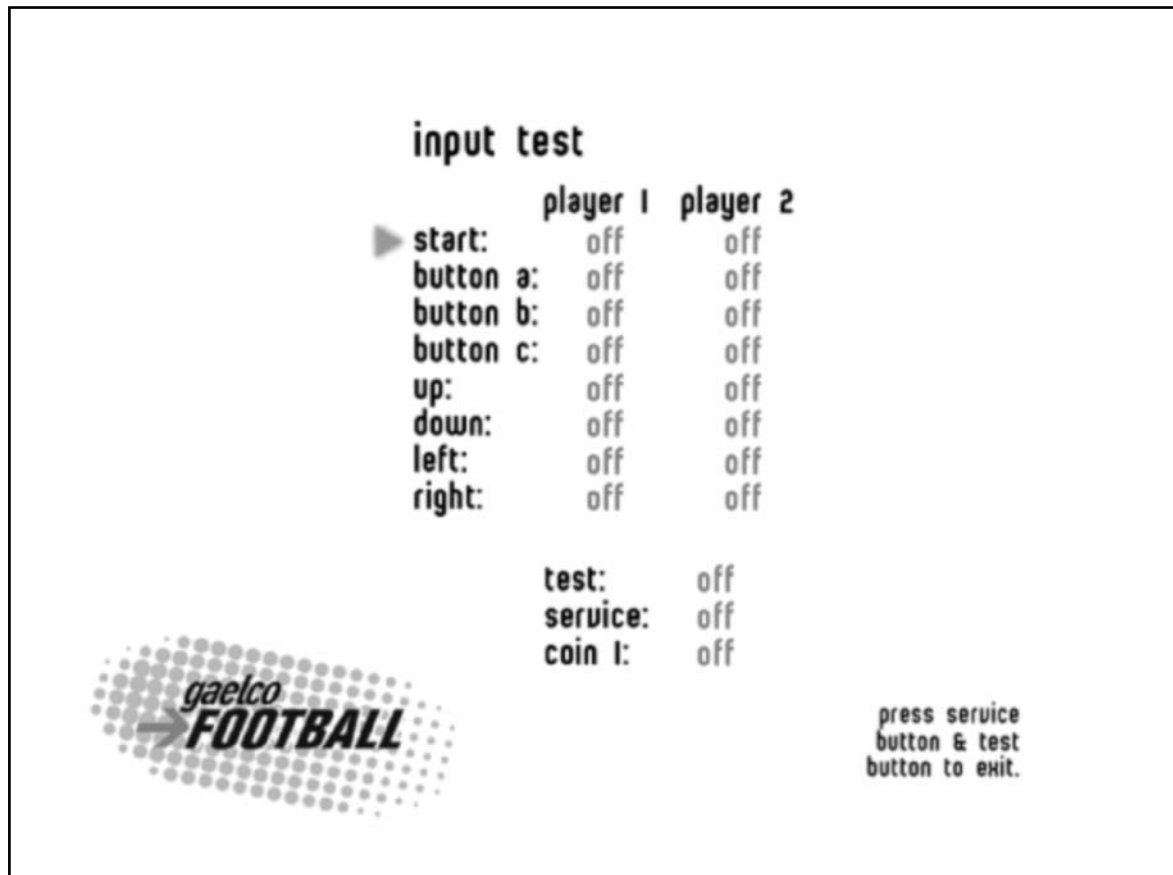 input test
player 1 player 2
start: off off
button a: off off
button b: off off
button c: off off
up: off off
down: off off
left: off off
right: off off
test: off
service: off
coin 1: off
gaelco
FOOTBALL
press service
button & test
button to exit.